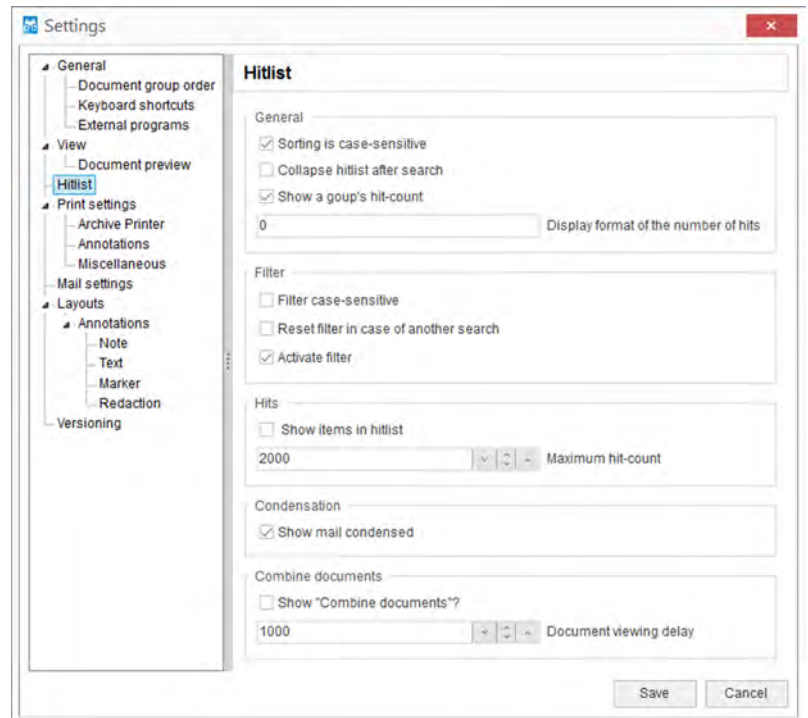 Settings
General
Document group order
Keyboard shortcuts
External programs
View
Document preview
Hitlist
Print settings
Archive Printer
Annotations
Miscellaneous
Mail settings
Layouts
Annotations
Note
Text
Marker
Redaction
Versioning
Hitlist
General
Sorting is case-sensitive
Collapse hitlist after search
Show a goup's hit-count
0 Display format of the number of hits
Filter
Filter case-sensitive
Reset filter in case of another search
Activate filter
Hits
Show items in hitlist
2000 Maximum hit-count
Condensation
Show mail condensed
Combine documents
Show "Combine documents"?
1000 Document viewing delay
Save Cancel